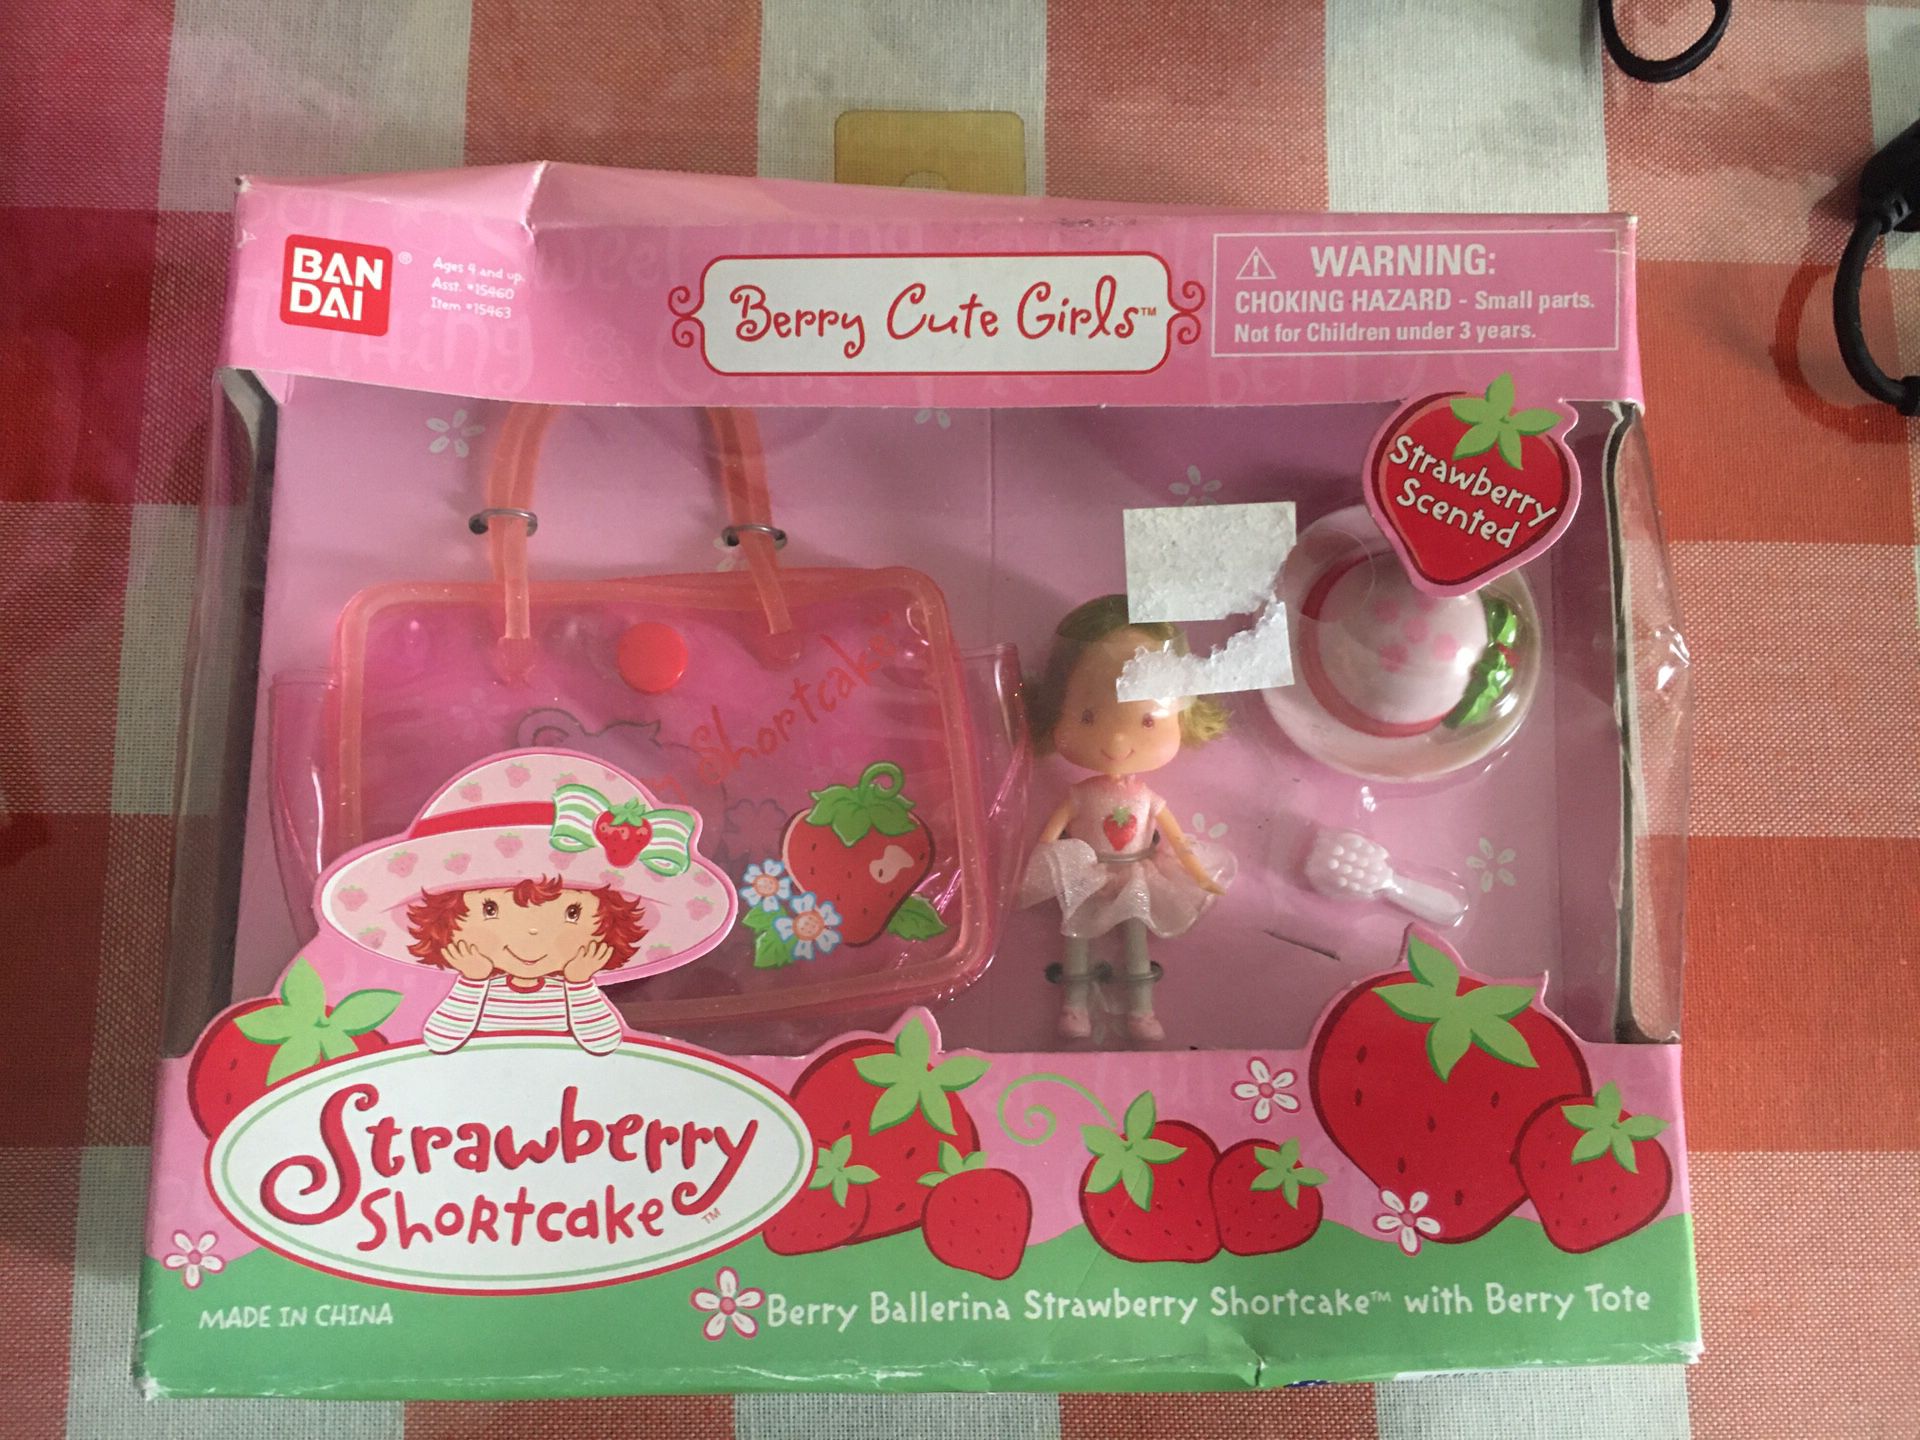 BAN
DAI®
Ages 4 and up.
Asst. #15460
Item #15463
Berry Cute Girls™
WARNING:
CHOKING HAZARD - Small parts.
Not for Children under 3 years.
Strawberry
Scented
Shortcake
Strawberry
Shortcake™
MADE IN CHINA
Berry Ballerina Strawberry Shortcake™ with Berry Tote